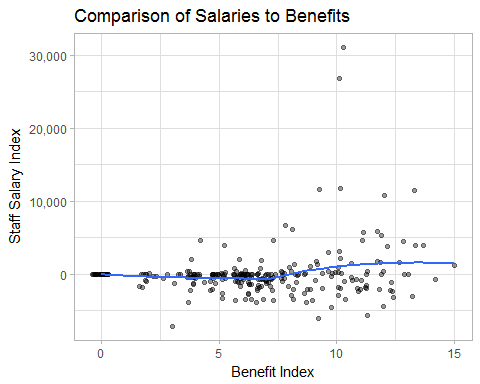 Comparison of Salaries to Benefits
Staff Salary Index
30,000
20,000
10,000
0
0 5 10 15
Benefit Index